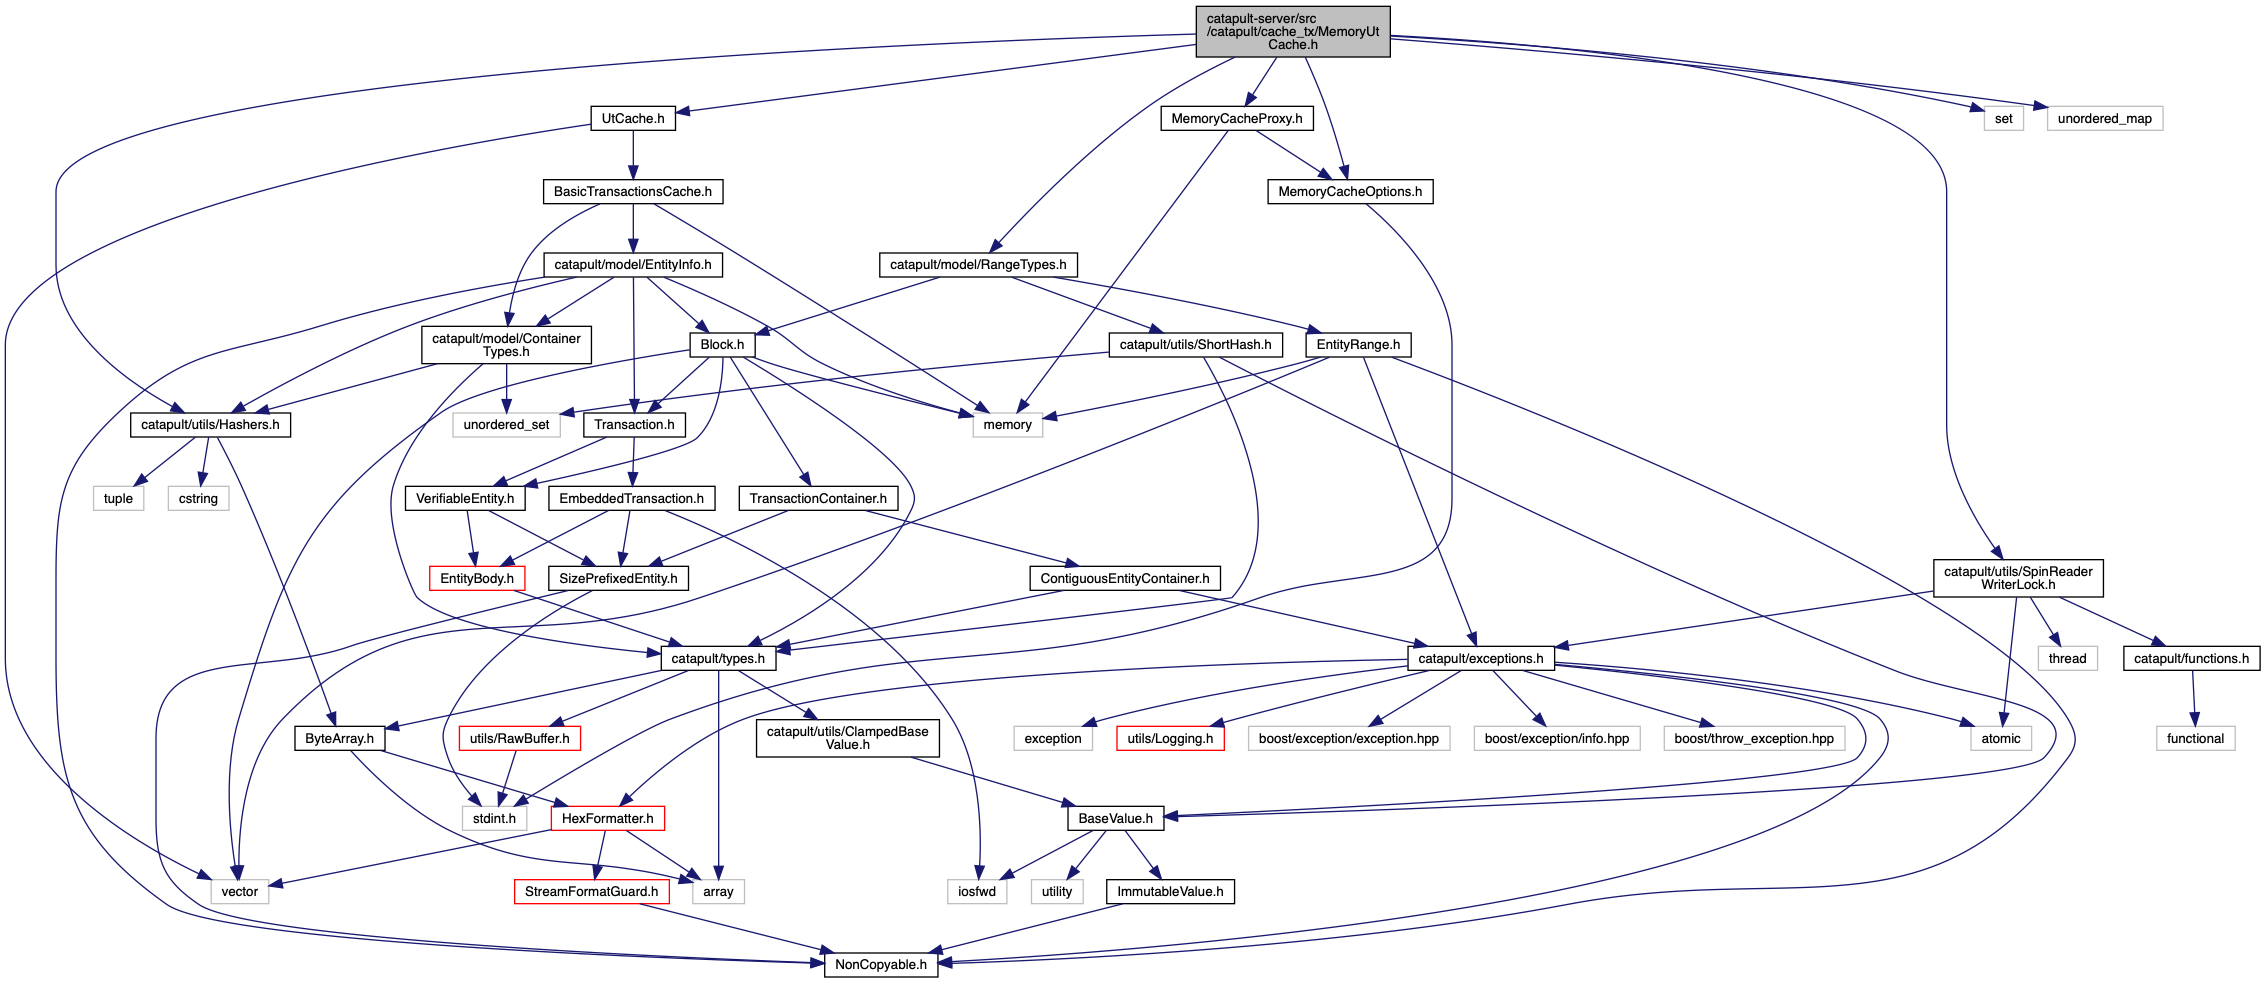 catapult-server/src
/catapult/cache_tx/MemoryUt
Cache.h
UtCache.h
MemoryCacheProxy.h
set
unordered_map
BasicTransactionsCache.h
MemoryCacheOptions.h
catapult/model/EntityInfo.h
catapult/model/RangeTypes.h
catapult/model/Container
Types.h
Block.h
catapult/utils/ShortHash.h
EntityRange.h
catapult/utils/Hashers.h
unordered_set
Transaction.h
memory
tuple
cstring
VerifiableEntity.h
EmbeddedTransaction.h
TransactionContainer.h
EntityBody.h
SizePrefixedEntity.h
ContiguousEntityContainer.h
catapult/utils/SpinReader
WriterLock.h
catapult/types.h
catapult/exceptions.h
thread
catapult/functions.h
ByteArray.h
utils/RawBuffer.h
catapult/utils/ClampedBase
Value.h
exception
utils/Logging.h
boost/exception/exception.hpp
boost/exception/info.hpp
boost/throw_exception.hpp
atomic
functional
stdint.h
HexFormatter.h
BaseValue.h
vector
StreamFormatGuard.h
array
iosfwd
utility
ImmutableValue.h
NonCopyable.h